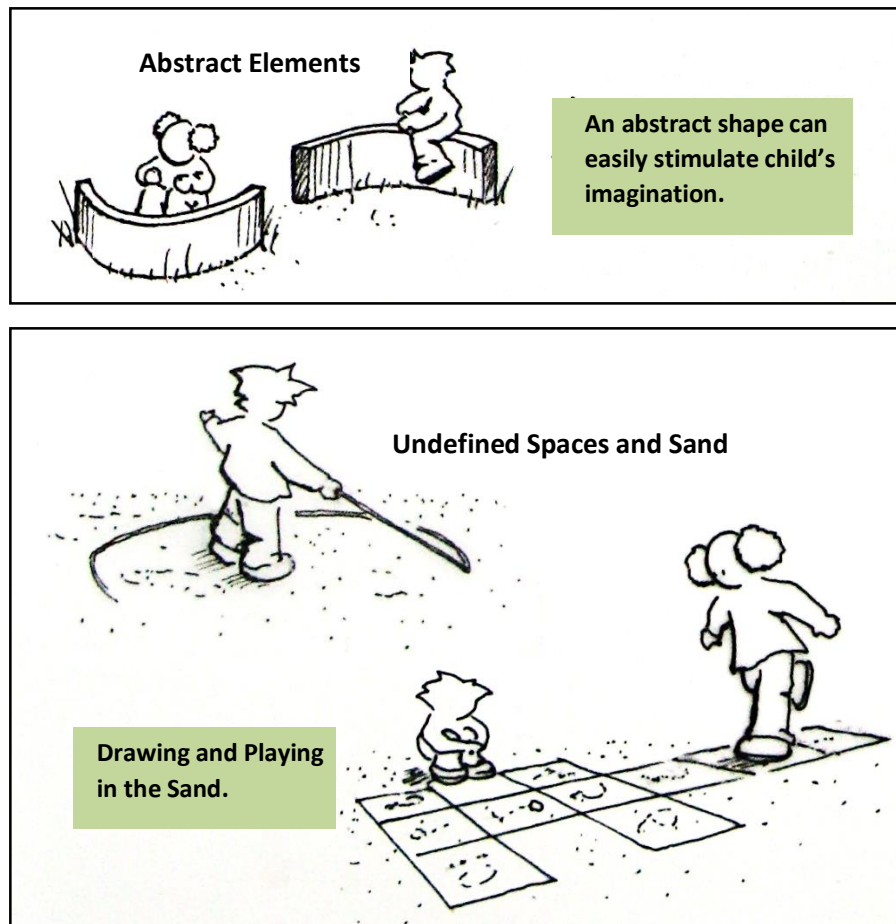 Abstract Elements
An abstract shape can
easily stimulate child's
imagination.
Undefined Spaces and Sand
Drawing and Playing
in the Sand.